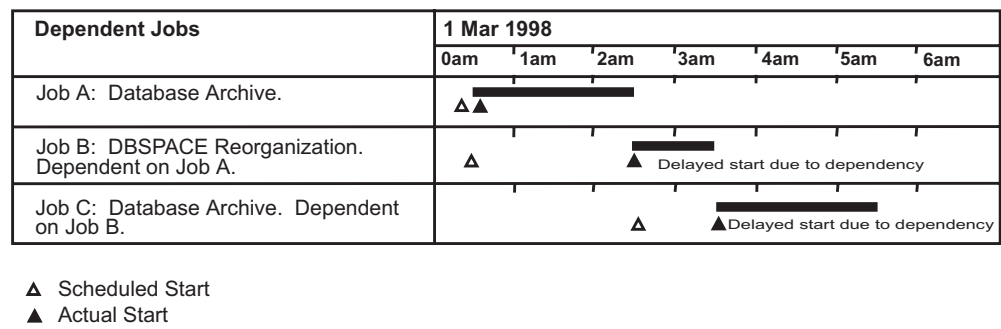 Dependent Jobs
1 Mar 1998
0am 1am 2am 3am 4am 5am 6am
Job A: Database Archive.
Job B: DBSPACE Reorganization.
Dependent on Job A.
Delayed start due to dependency
Job C: Database Archive. Dependent
on Job B.
Delayed start due to dependency
Scheduled Start
Actual Start